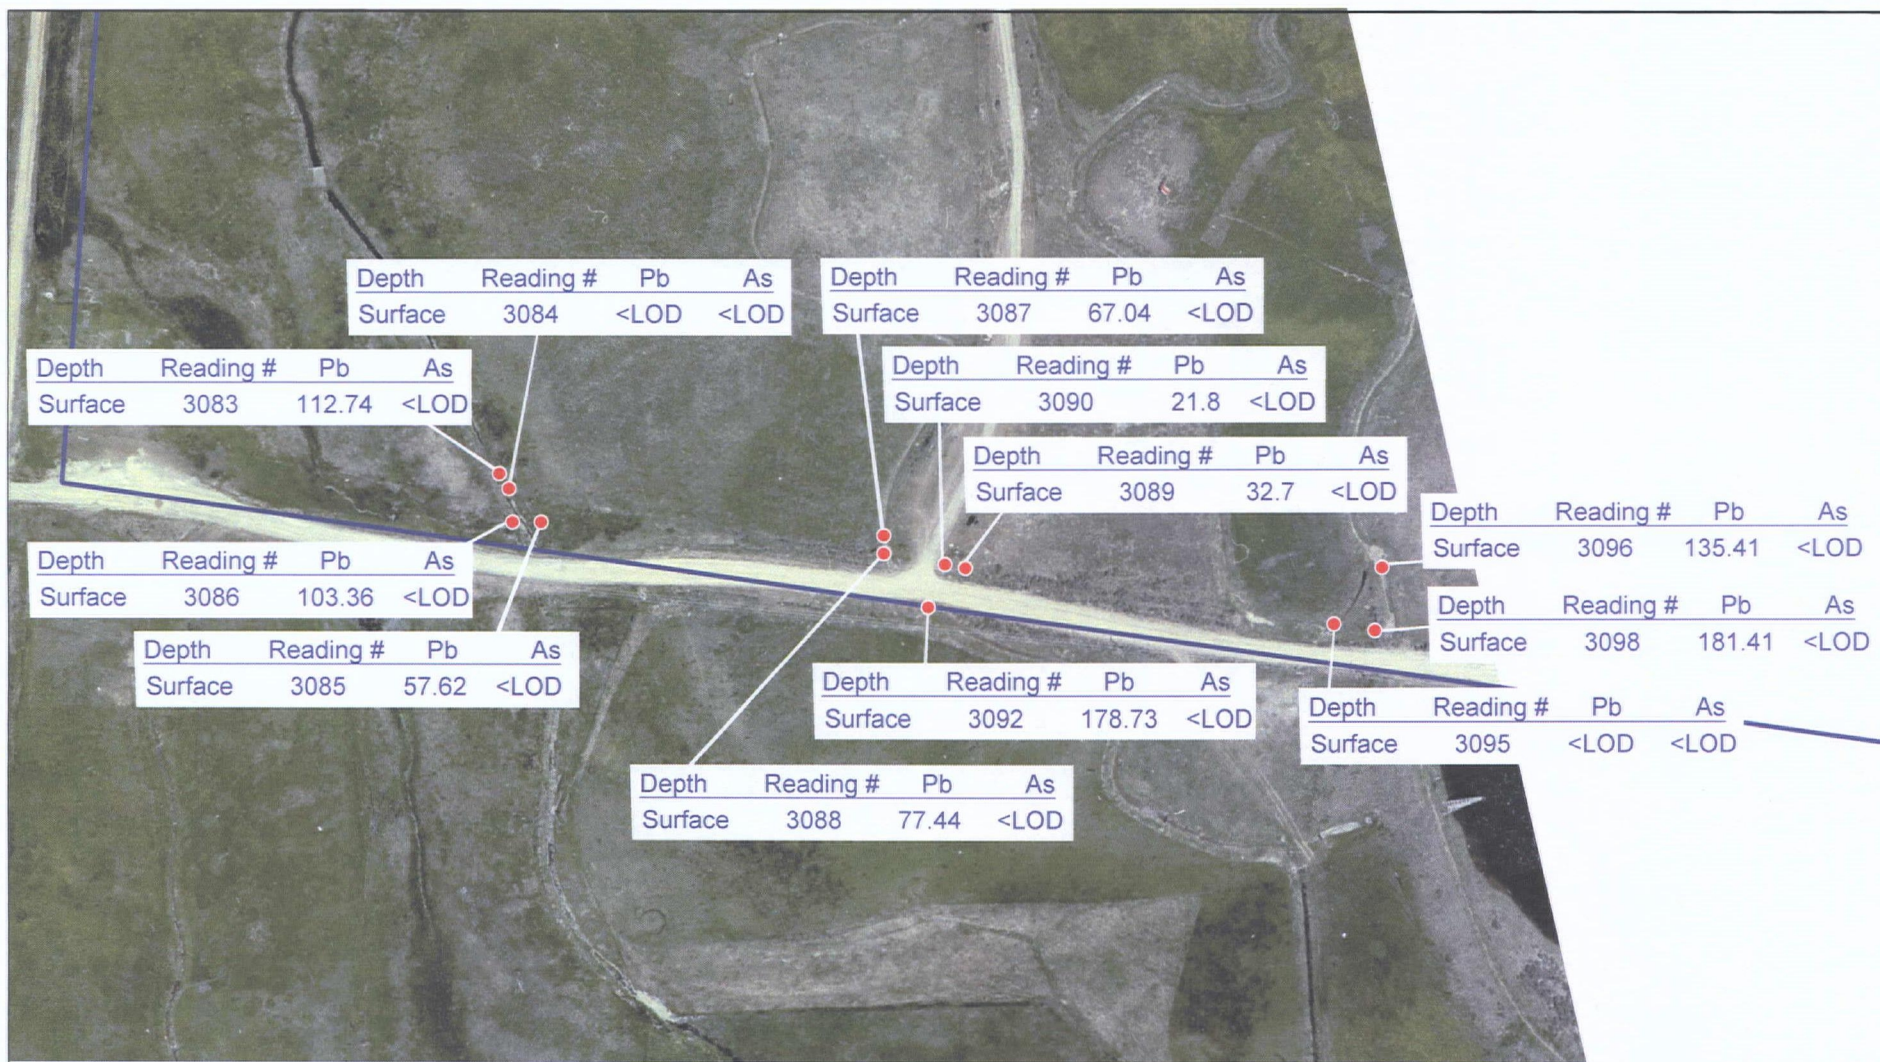 Depth Reading # Pb As
Surface 3084 <LOD <LOD
Depth Reading # Pb As
Surface 3087 67.04 <LOD
Depth Reading # Pb As
Surface 3083 112.74 <LOD
Depth Reading # Pb As
Surface 3090 21.8 <LOD
Depth Reading # Pb As
Surface 3089 32.7 <LOD
Depth Reading # Pb As
Surface 3096 135.41 <LOD
Depth Reading # Pb As
Surface 3086 103.36 <LOD
Depth Reading # Pb As
Surface 3098 181.41 <LOD
Depth Reading # Pb As
Surface 3085 57.62 <LOD
Depth Reading # Pb As
Surface 3092 178.73 <LOD
Depth Reading # Pb As
Surface 3095 <LOD <LOD
Depth Reading # Pb As
Surface 3088 77.44 <LOD